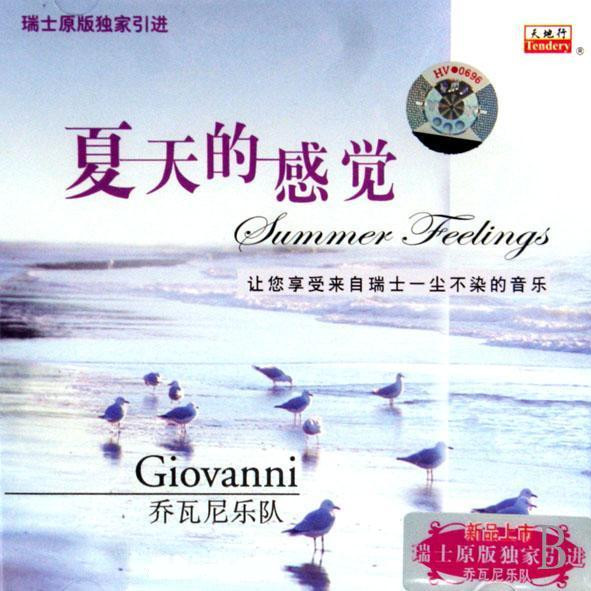 瑞士原版独家引进
天地行
Tendery
®
HV●0696
夏天的感觉
Summer Feelings
让您享受来自瑞士一尘不染的音乐
Giovanni
乔瓦尼乐队
新品上市
瑞士原版独家引进
乔瓦尼乐队
B